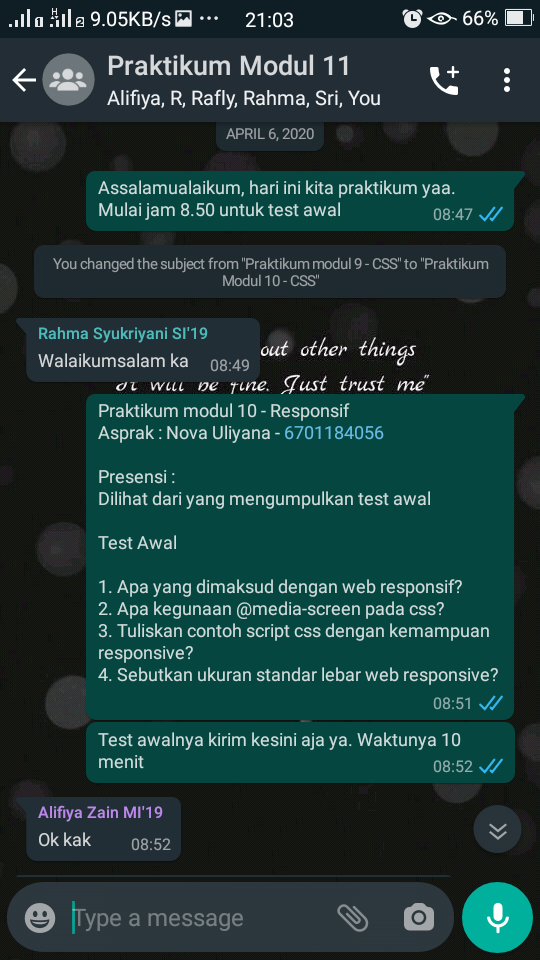 9.05KB/s ... 21:03 66%
Praktikum Modul 11
Alifiya, R, Rafly, Rahma, Sri, You
APRIL 6, 2020
Assalamualaikum, hari ini kita praktikum yaa.
Mulai jam 8.50 untuk test awal 08:47
You changed the subject from "Praktikum modul 9 - CSS" to "Praktikum
Modul 10 - CSS"
Rahma Syukriyani SI'19
Walaikumsalam ka 08:49
out other things
it will be fine. Just trust me"
Praktikum modul 10 - Responsif
Asprak : Nova Uliyana - 6701184056
Presensi :
Dilihat dari yang mengumpulkan test awal
Test Awal
1. Apa yang dimaksud dengan web responsif?
2. Apa kegunaan @media-screen pada css?
3. Tuliskan contoh script css dengan kemampuan
responsive?
4. Sebutkan ukuran standar lebar web responsive?
08:51
Test awalnya kirim kesini aja ya. Waktunya 10
menit 08:52
Alifiya Zain MI'19
Ok kak 08:52
Type a message